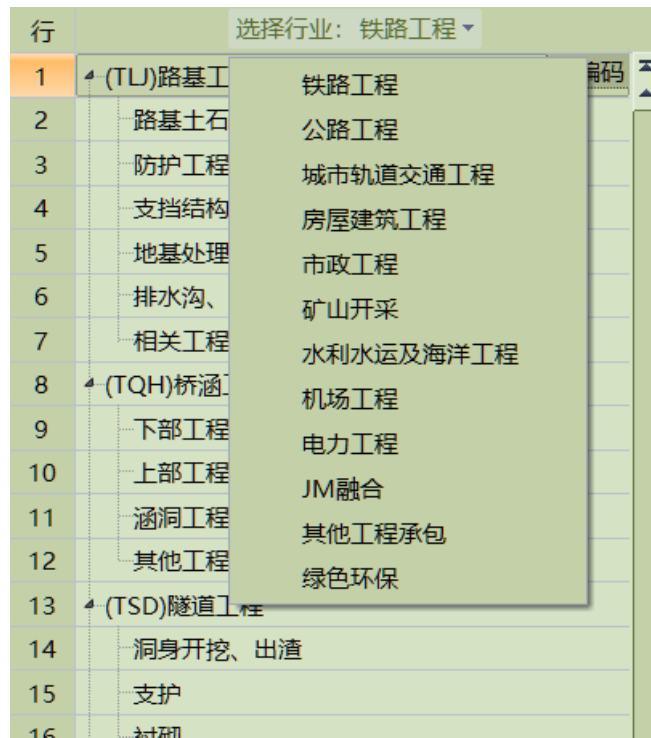 行 选择行业: 铁路工程
1 (TLJ)路基工 编码
2 路基土石
3 防护工程
4 支挡结构
5 地基处理
6 排水沟、
7 相关工程
8 (TQH)桥涵工
9 下部工程
10 上部工程
11 涵洞工程
12 其他工程
13 (TSD)隧道工程
14 洞身开挖、出渣
15 支护
16 衬砌
铁路工程
公路工程
城市轨道交通工程
房屋建筑工程
市政工程
矿山开采
水利水运及海洋工程
机场工程
电力工程
JM融合
其他工程承包
绿色环保